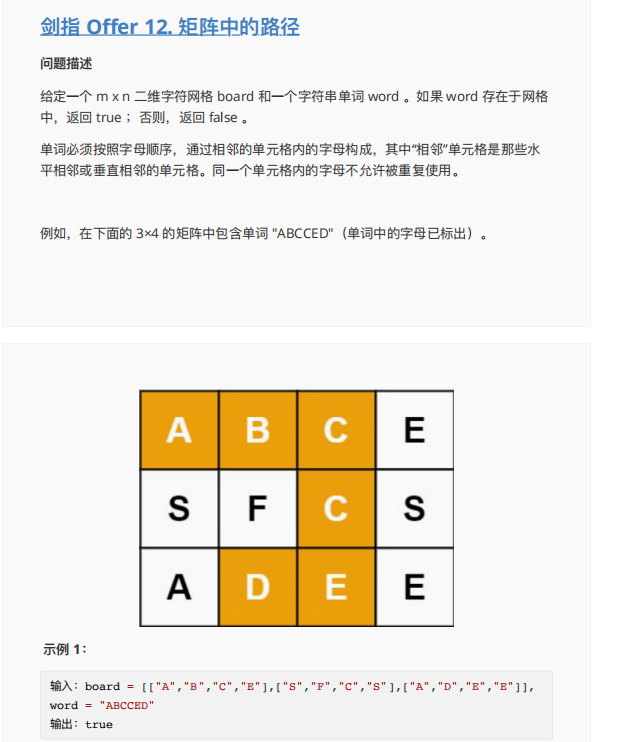 剑指 Offer 12. 矩阵中的路径
问题描述
给定一个 m x n 二维字符网格 board 和一个字符串单词 word 。如果 word 存在于网格
中，返回 true ； 否则，返回 false 。
单词必须按照字母顺序，通过相邻的单元格内的字母构成，其中“相邻”单元格是那些水
平相邻或垂直相邻的单元格。同一个单元格内的字母不允许被重复使用。
例如，在下面的 3×4 的矩阵中包含单词 "ABCCED"（单词中的字母已标出）。
A B C E
S F C S
A D E E
示例 1：
输入：board = [["A","B","C","E"],["S","F","C","S"],["A","D","E","E"]],
word = "ABCCED"
输出：true